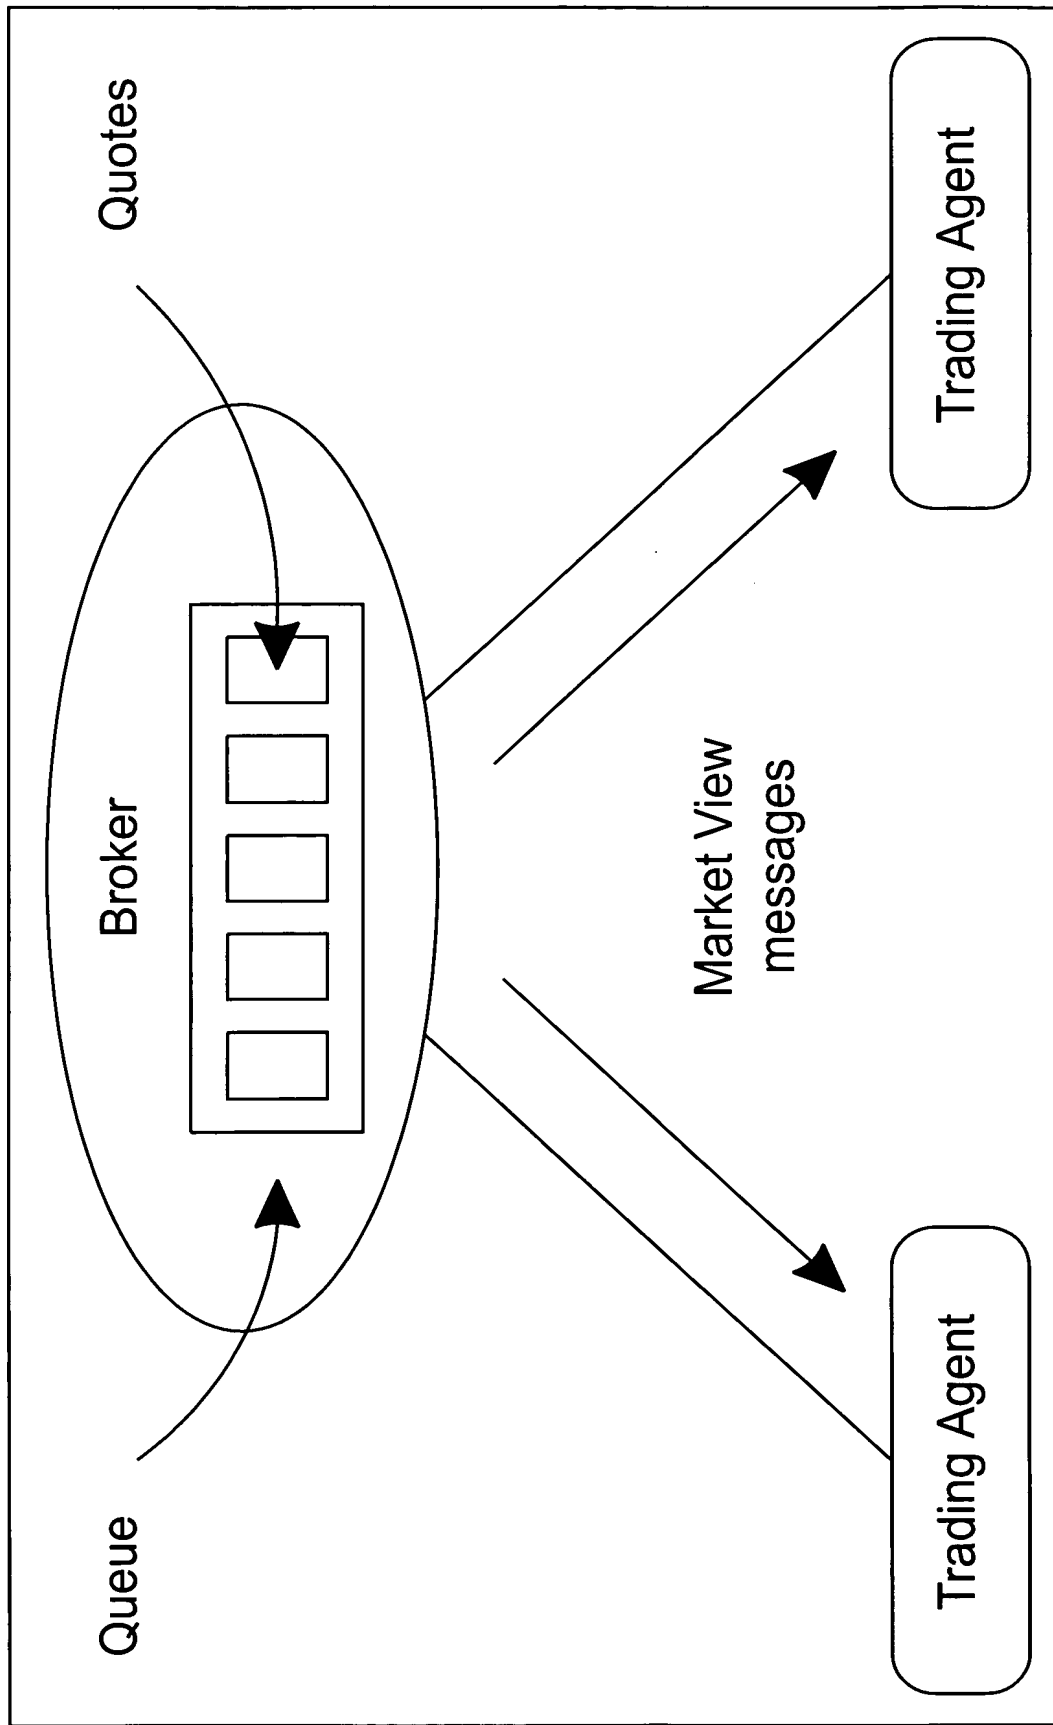 Queue
Broker
Quotes
Market View
messages
Trading Agent
Trading Agent